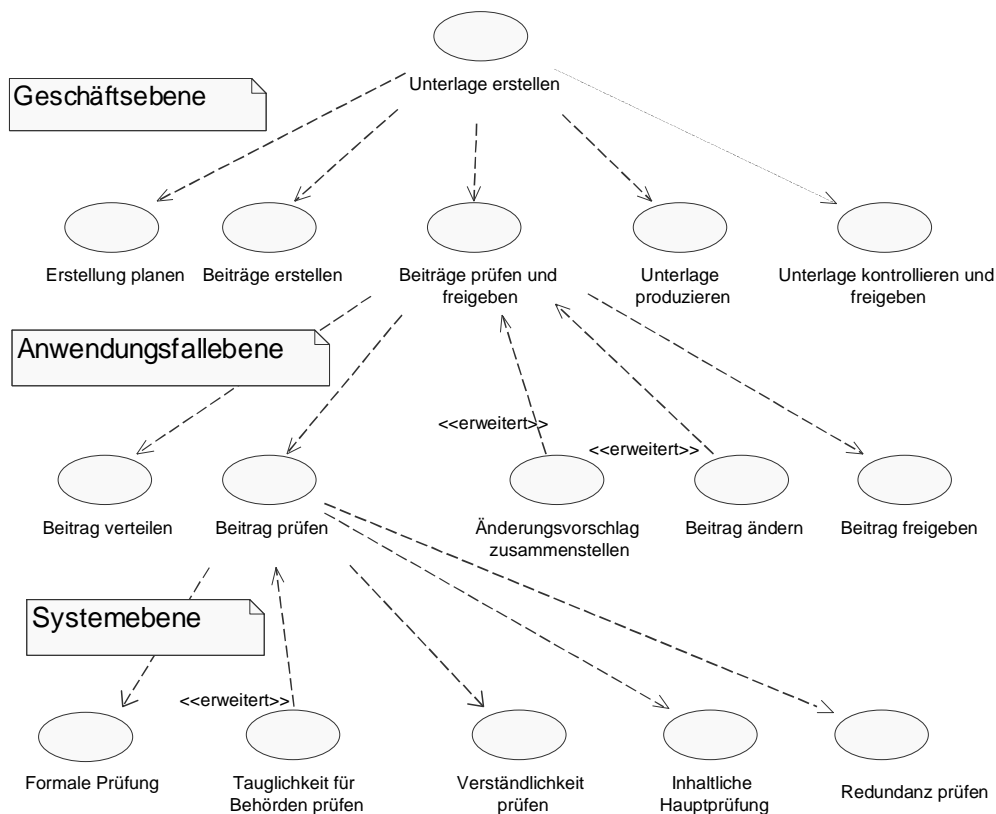 Unterlage erstellen
Geschäftsebene
Erstellung planen
Beiträge erstellen
Beiträge prüfen und
freigeben
Unterlage
produzieren
Unterlage kontrollieren und
freigeben
Anwendungsfallebene
<<erweitert>>
<<erweitert>>
Beitrag verteilen
Beitrag prüfen
Änderungsvorschlag
zusammenstellen
Beitrag ändern
Beitrag freigeben
Systemebene
<<erweitert>>
Formale Prüfung
Tauglichkeit für
Behörden prüfen
Verständlichkeit
prüfen
Inhaltliche
Hauptprüfung
Redundanz prüfen